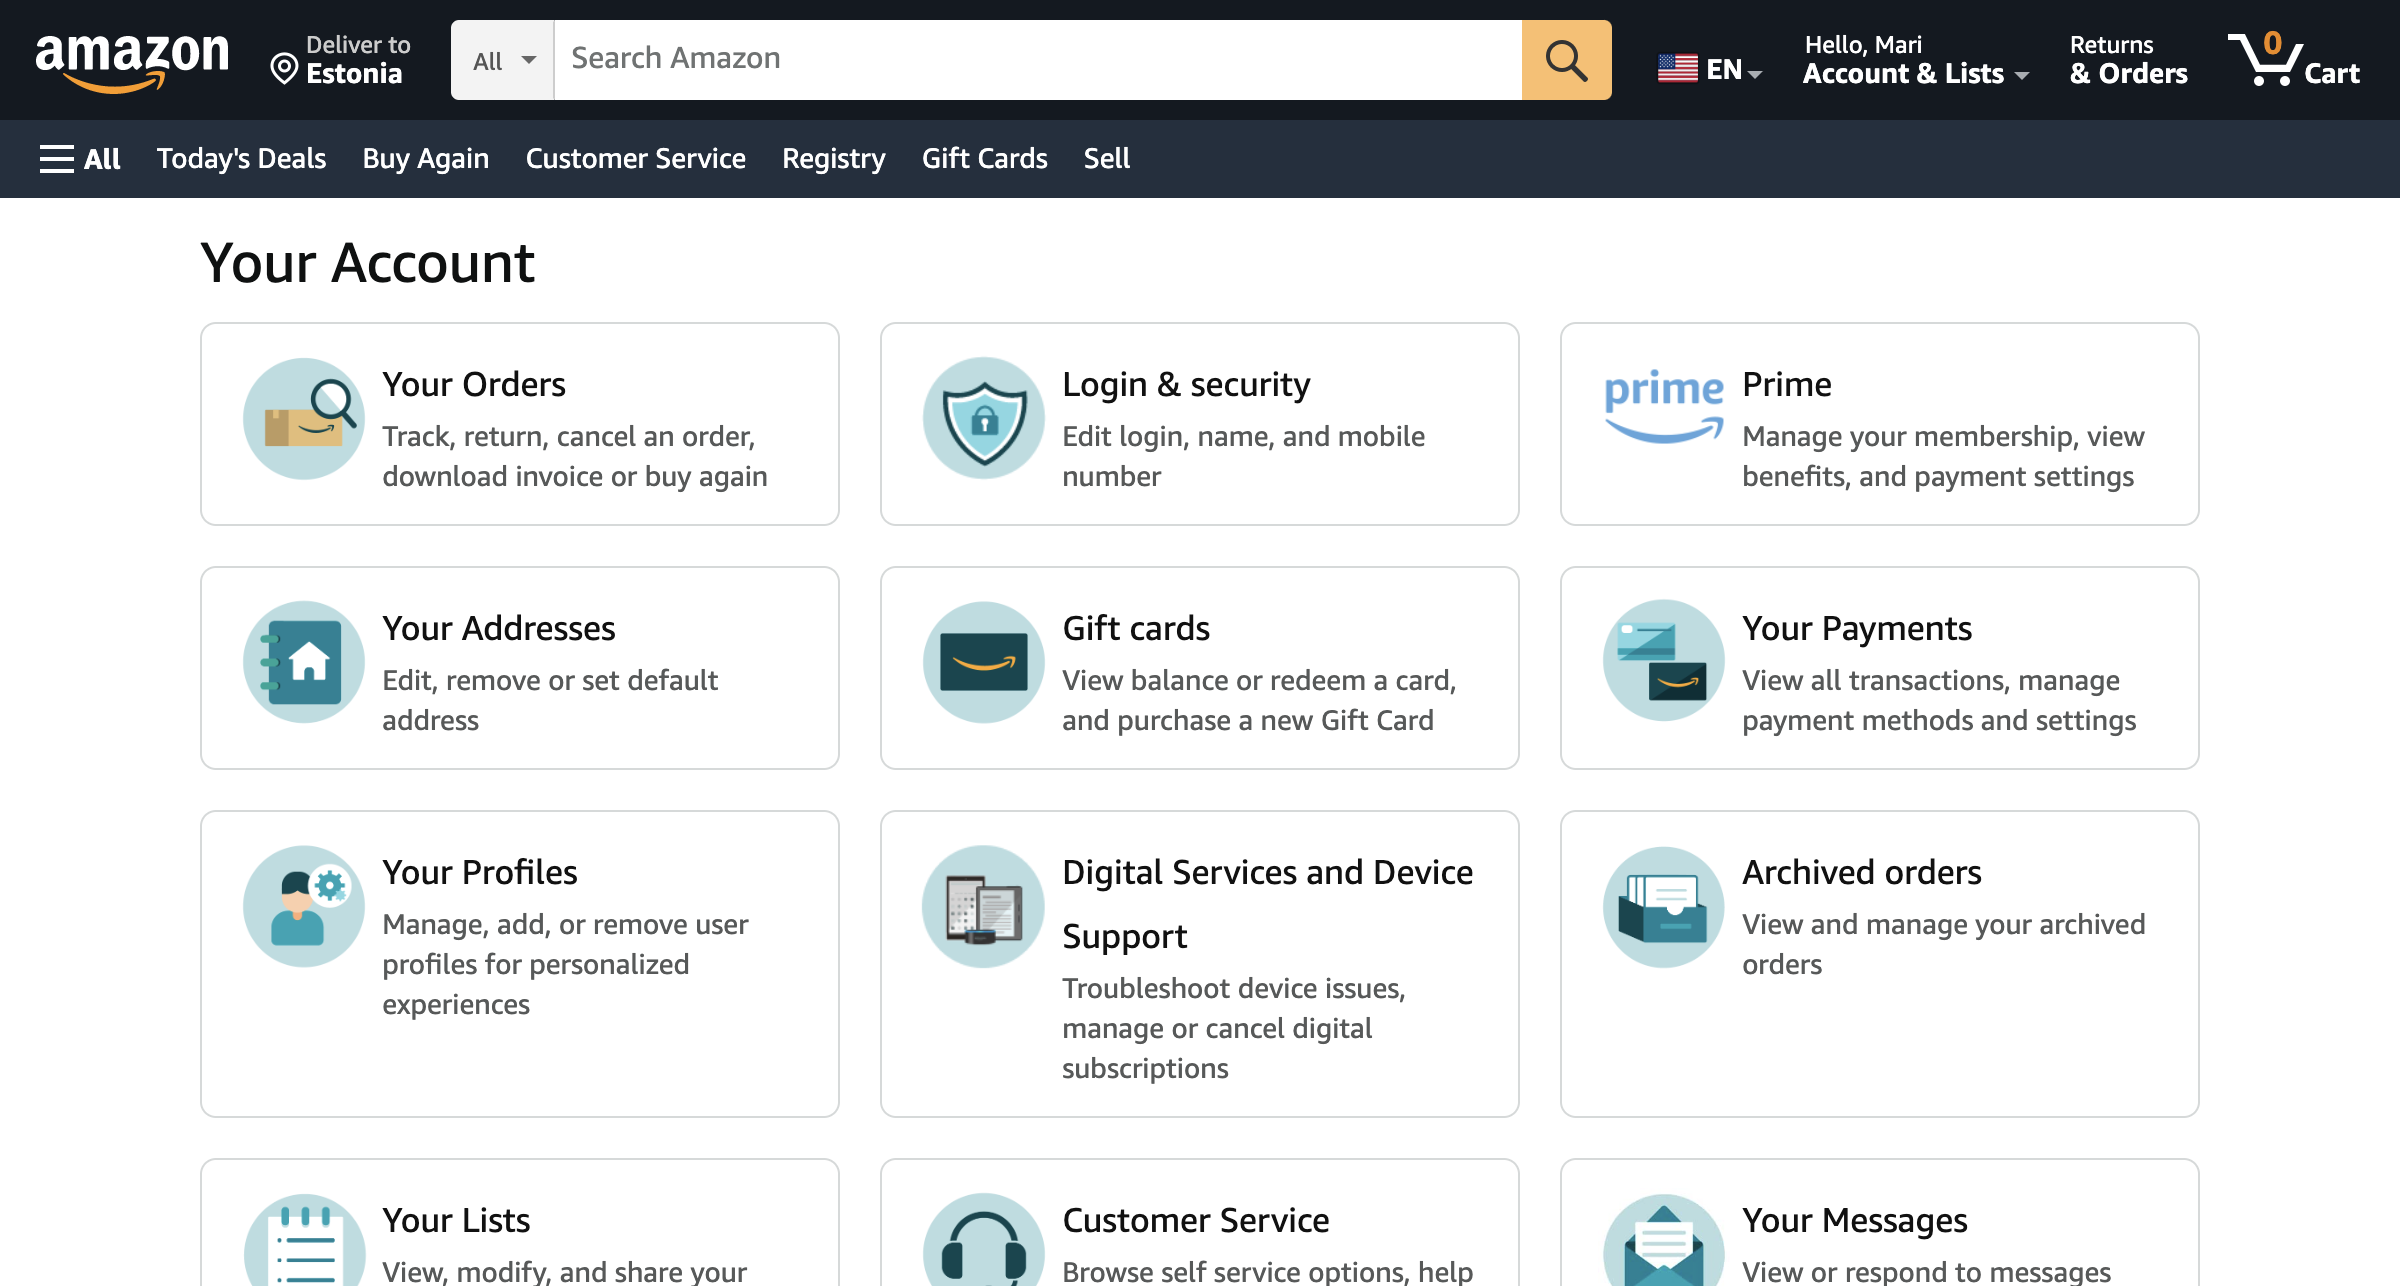 amazon
Deliver to
Estonia
All
Search Amazon
EN
Hello, Mari
Account & Lists
Returns
& Orders
0
Cart
All
Today's Deals
Buy Again
Customer Service
Registry
Gift Cards
Sell
Your Account
Your Orders
Track, return, cancel an order,
download invoice or buy again
Login & security
Edit login, name, and mobile
number
prime
Prime
Manage your membership, view
benefits, and payment settings
Your Addresses
Edit, remove or set default
address
Gift cards
View balance or redeem a card,
and purchase a new Gift Card
Your Payments
View all transactions, manage
payment methods and settings
Your Profiles
Manage, add, or remove user
profiles for personalized
experiences
Digital Services and Device
Support
Troubleshoot device issues,
manage or cancel digital
subscriptions
Archived orders
View and manage your archived
orders
Your Lists
View, modify, and share your
Customer Service
Browse self service options, help
Your Messages
View or respond to messages